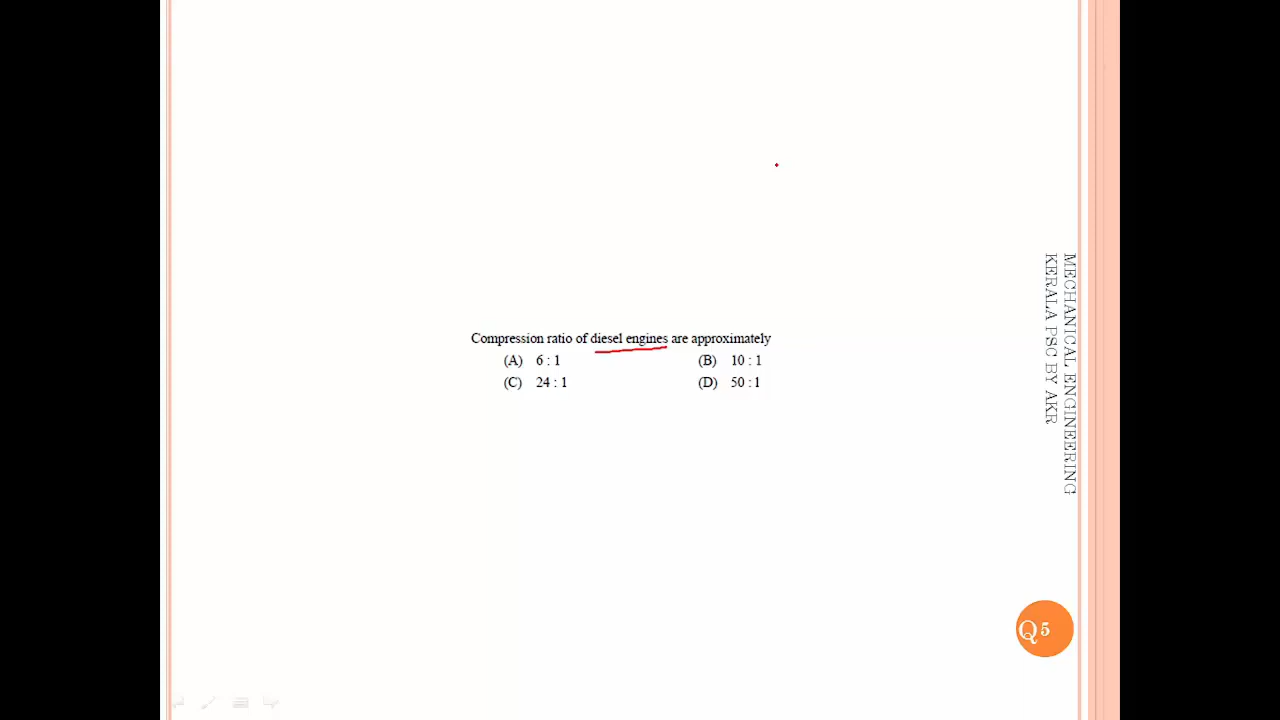 Compression ratio of diesel engines are approximately
(A) 6 : 1 (B) 10 : 1
(C) 24 : 1 (D) 50 : 1
MECHANICAL ENGINEERING
KERALA PSC BY AKR
Q 5